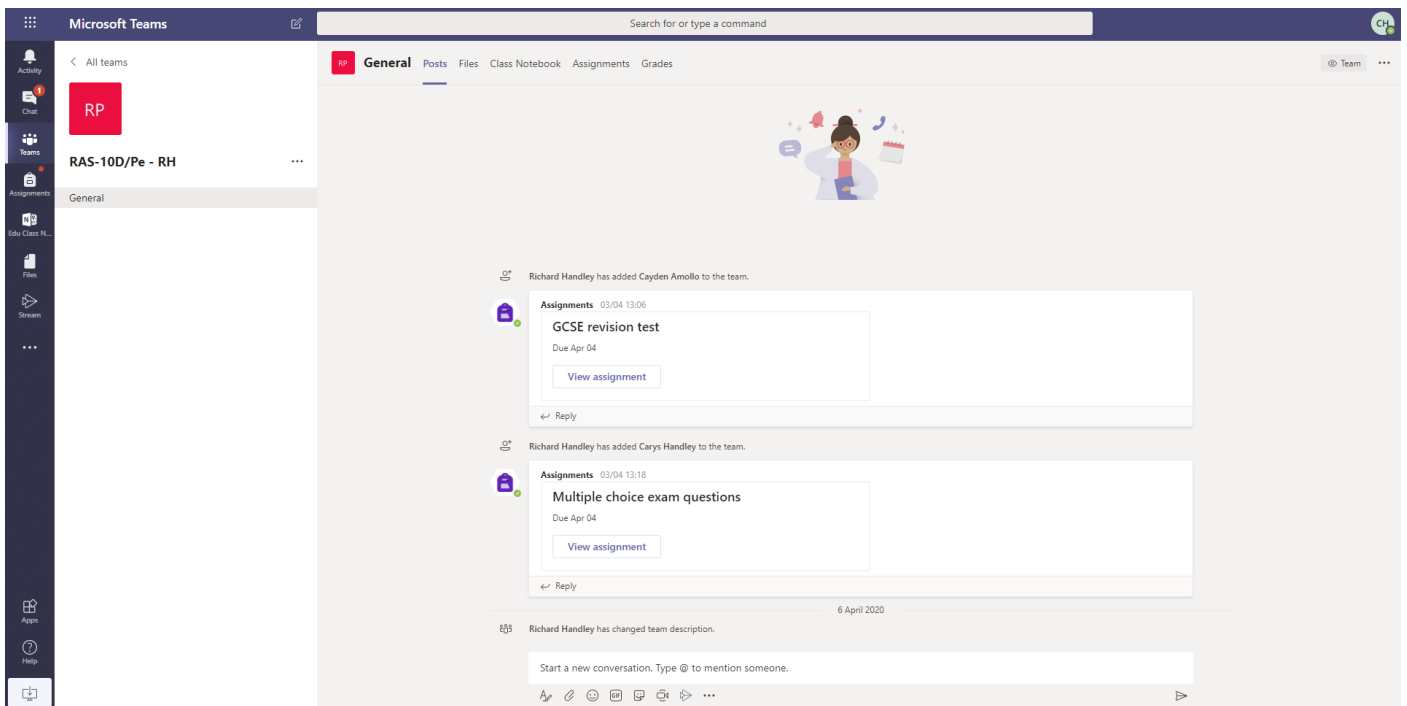 Microsoft Teams
Search for or type a command
CH
Activity
Chat
1
Teams
Assignments
Edu Class N...
Files
Stream
Apps
Help
All teams
RP
RAS-10D/Pe - RH
General
RP General Posts Files Class Notebook Assignments Grades
Team
Richard Handley has added Cayden Amollo to the team.
Assignments 03/04 13:06
GCSE revision test
Due Apr 04
View assignment
Reply
Richard Handley has added Carys Handley to the team.
Assignments 03/04 13:18
Multiple choice exam questions
Due Apr 04
View assignment
Reply
6 April 2020
Richard Handley has changed team description.
Start a new conversation. Type @ to mention someone.
GIF